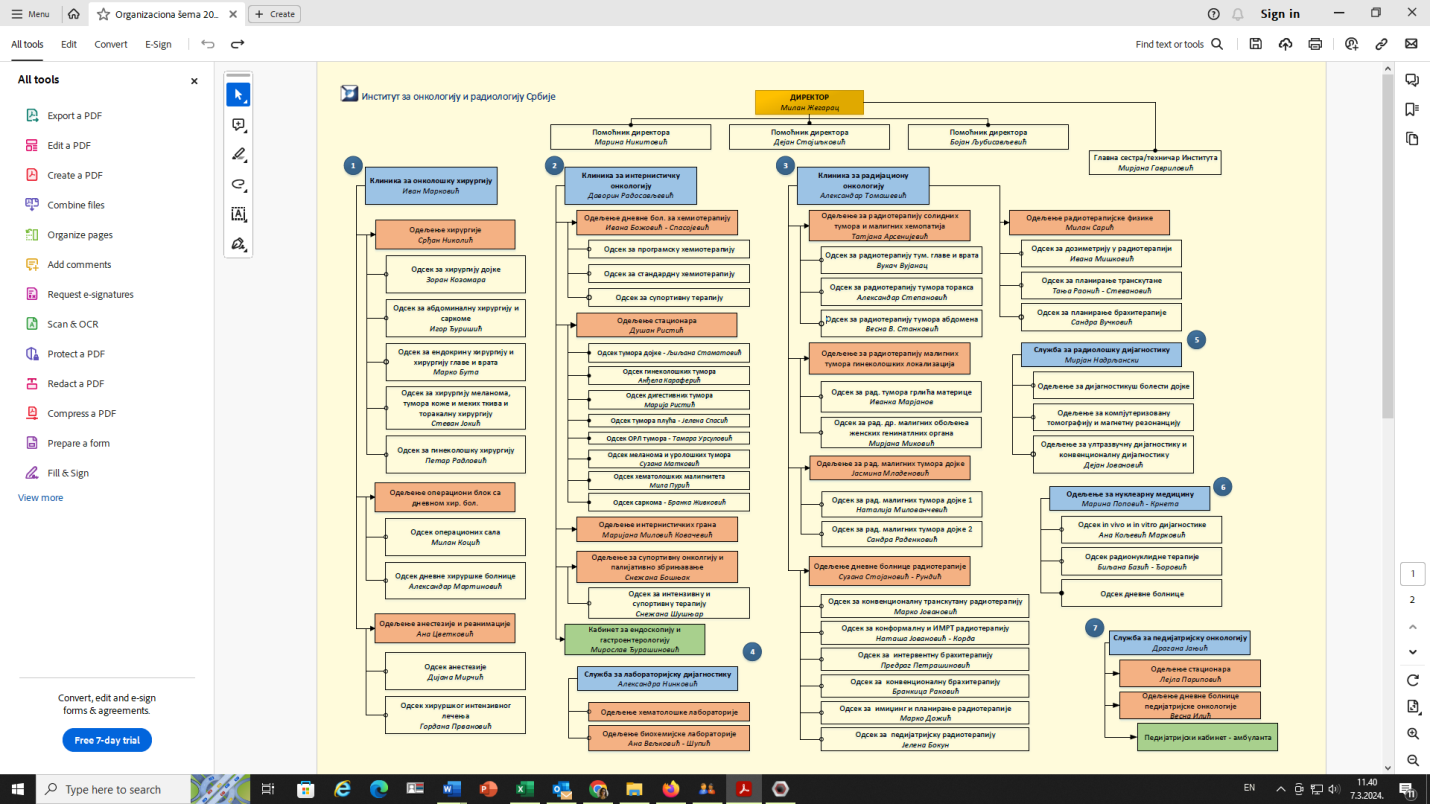 Menu
Organizaciona šema 20...
Create
Sign in
All tools
Edit
Convert
E-Sign
Find text or tools
All tools
Export a PDF
Edit a PDF
Create a PDF
Combine files
Organize pages
Add comments
Request e-signatures
Scan & OCR
Protect a PDF
Redact a PDF
Compress a PDF
Prepare a form
Fill & Sign
View more
Convert, edit and e-sign
forms & agreements.
Free 7-day trial
Институт за онкологију и радиологију Србије
ДИРЕКТОР
Милан Жегарац
Помоћник директора
Марина Никитовић
Помоћник директора
Дејан Стојиљковић
Помоћник директора
Бојан Љубисављевић
Главна сестра/техничар Института
Мирјана Гавриловић
1
Клиника за онколошку хирургију
Иван Марковић
Одељење хирургије
Срђан Николић
Одсек за хирургију дојке
Зоран Козомара
Одсек за абдоминалну хирургију и
саркоме
Игор Ђуришић
Одсек за ендокрину хирургију и
хирургију главе и врата
Марко Бута
Одсек за хирургију меланома,
тумора коже и меких ткива и
торакалну хирургију
Стеван Јокић
Одсек за гинеколошку хирургију
Петар Радловић
Одељење операциони блок са
дневном хир. бол.
Одсек операционих сала
Милан Коцић
Одсек дневне хируршке болнице
Александар Мартиновић
Одељење анестезије и реанимације
Ана Цветковић
Одсек анестезије
Дијана Мирчић
Одсек хируршког интензивног
лечења
Гордана Првановић
2
Клиника за интернистичку
онкологију
Даворин Радосављевић
Одељење дневне бол. за хемиотерапију
Ивана Божовић - Спасојевић
Одсек за програмску хемиотерапију
Одсек за стандардну хемиотерапију
Одсек за супортивну терапију
Одељење стационара
Душан Ристић
Одсек тумора дојке - Љиљана Стаматовић
Одсек гинеколошких тумора
Анђела Караферић
Одсек дигестивних тумора
Марија Ристић
Одсек тумора плућа - Јелена Спасић
Одсек ОРЛ тумора - Тамара Урсуловић
Одсек меланома и уролошких тумора
Сузана Матковић
Одсек хематолошких малигнитета
Мила Пурић
Одсек саркома - Бранка Живковић
Одељење интернистичких грана
Маријана Миловић Ковачевић
Одељење за супортивну онколгију и
палијативно збрињавање
Снежана Бошњак
Одсек за интензивну и
супортивну терапију
Снежана Шушњар
Кабинет за ендоскопију и
гастроентерологију
Мирослав Ђурашиновић
4
Служба за лабораторијску дијагностику
Александра Нинковић
Одељење хематолошке лабораторије
Одељење биохемијске лабораторије
Ана Вељковић - Шупић
3
Клиника за радијациону
онкологију
Александар Томашевић
Одељење за радиотерапију солидних
тумора и малигних хемопатија
Татјана Арсенијевић
Одсек за радиотерапију тум. главе и врата
Вукач Вујанац
Одсек за радиотерапију тумора торакса
Александар Степановић
Одсек за радиотерапију тумора абдомена
Весна В. Станковић
Одељење за радиотерапију малигних
тумора гинеколошких локализација
Одсек за рад. тумора грлића материце
Иванка Марјанов
Одсек за рад. др. малигних обољења
женских гениnатлних органа
Мирјана Миковић
Одељење за рад. малигних тумора дојке
Јасмина Младеновић
Одсек за рад. малигних тумора дојке 1
Наталија Милованчевић
Одсек за рад. малигних тумора дојке 2
Сандра Раденковић
Одељење дневне болнице радиотерапије
Сузана Стојановић - Рундић
Одсек за конвенционалну транскутану радиотерапију
Марко Јовановић
Одсек за конформалну и ИМРТ радиотерапију
Наташа Јовановић - Корда
Одсек за интервентну брахитерапију
Предраг Петрашиновић
Одсек за конвенционалну брахитерапију
Бранкица Раковић
Одсек за имиџинг и планирање радиотерапије
Марко Дожић
Одсек за педијатријску радиотерапију
Јелена Бокун
Одељење радиотерапијске физике
Милан Сарић
Одсек за дозиметрију у радиотерапији
Ивана Мишковић
Одсек за планирање транскутане
Тања Раонић - Стевановић
Одсек за планирање брахитерапије
Сандра Вучковић
5
Служба за радиолошку дијагностику
Мирјан Надрљански
Одељење за дијагностикуш болести дојке
Одељење за компјутеризовану
томографију и магнетну резонанцију
Одељење за ултразвучну дијагностику и
конвенционалну дијагностику
Дејан Јовановић
6
Одељење за нуклеарну медицину
Марина Поповић - Крнета
Одсек in vivo и in vitro дијагностике
Ана Кољевић Марковић
Одсек радионуклидне терапије
Биљана Базић - Ђоровић
Одсек дневне болнице
7
Служба за педијатријску онкологију
Драгана Јањић
Одељење стационара
Лејла Париповић
Одељење дневне болнице
педијатријске онкологије
Весна Илић
Педијатријски кабинет - амбуланта
1
2
Type here to search
EN
11.40
7.3.2024.
11